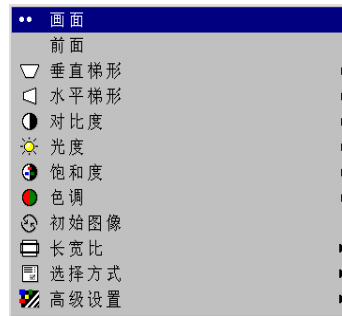 画面
前面
垂直梯形
水平梯形
对比度
光度
饱和度
色调
初始图像
长宽比
选择方式
高级设置